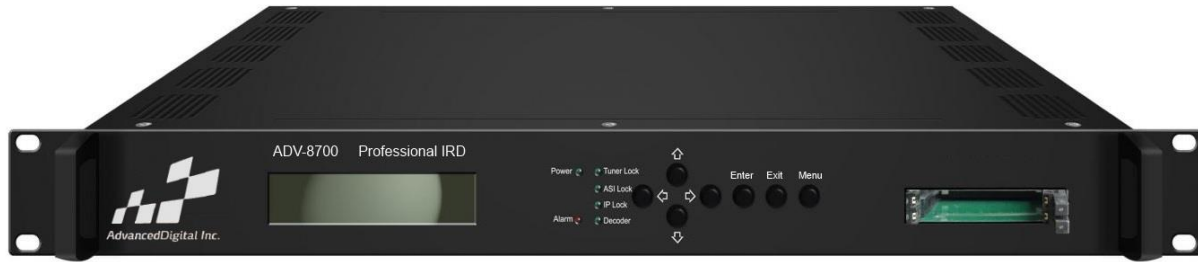 ADV-8700 Professional IRD
Power
Tuner Lock
ASI Lock
IP Lock
Alarm
Decoder
Enter Exit Menu
AdvancedDigital Inc.